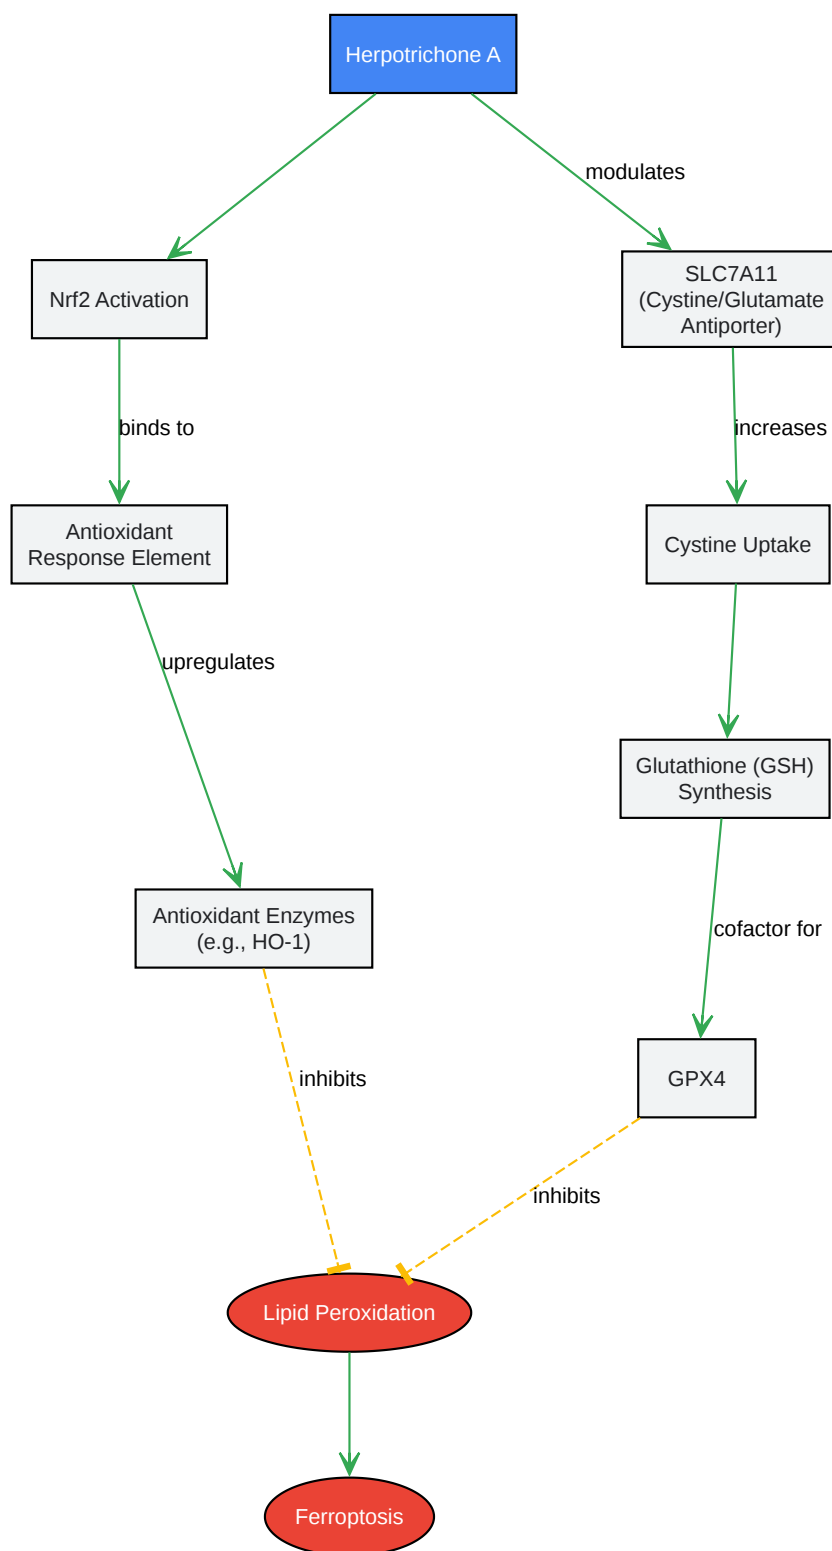 Herpotrichone A
modulates
Nrf2 Activation
SLC7A11
(Cystine/Glutamate
Antiporter)
binds to
increases
Antioxidant
Response Element
Cystine Uptake
upregulates
Glutathione (GSH)
Synthesis
Antioxidant Enzymes
(e.g., HO-1)
cofactor for
inhibits
GPX4
inhibits
Lipid Peroxidation
Ferroptosis